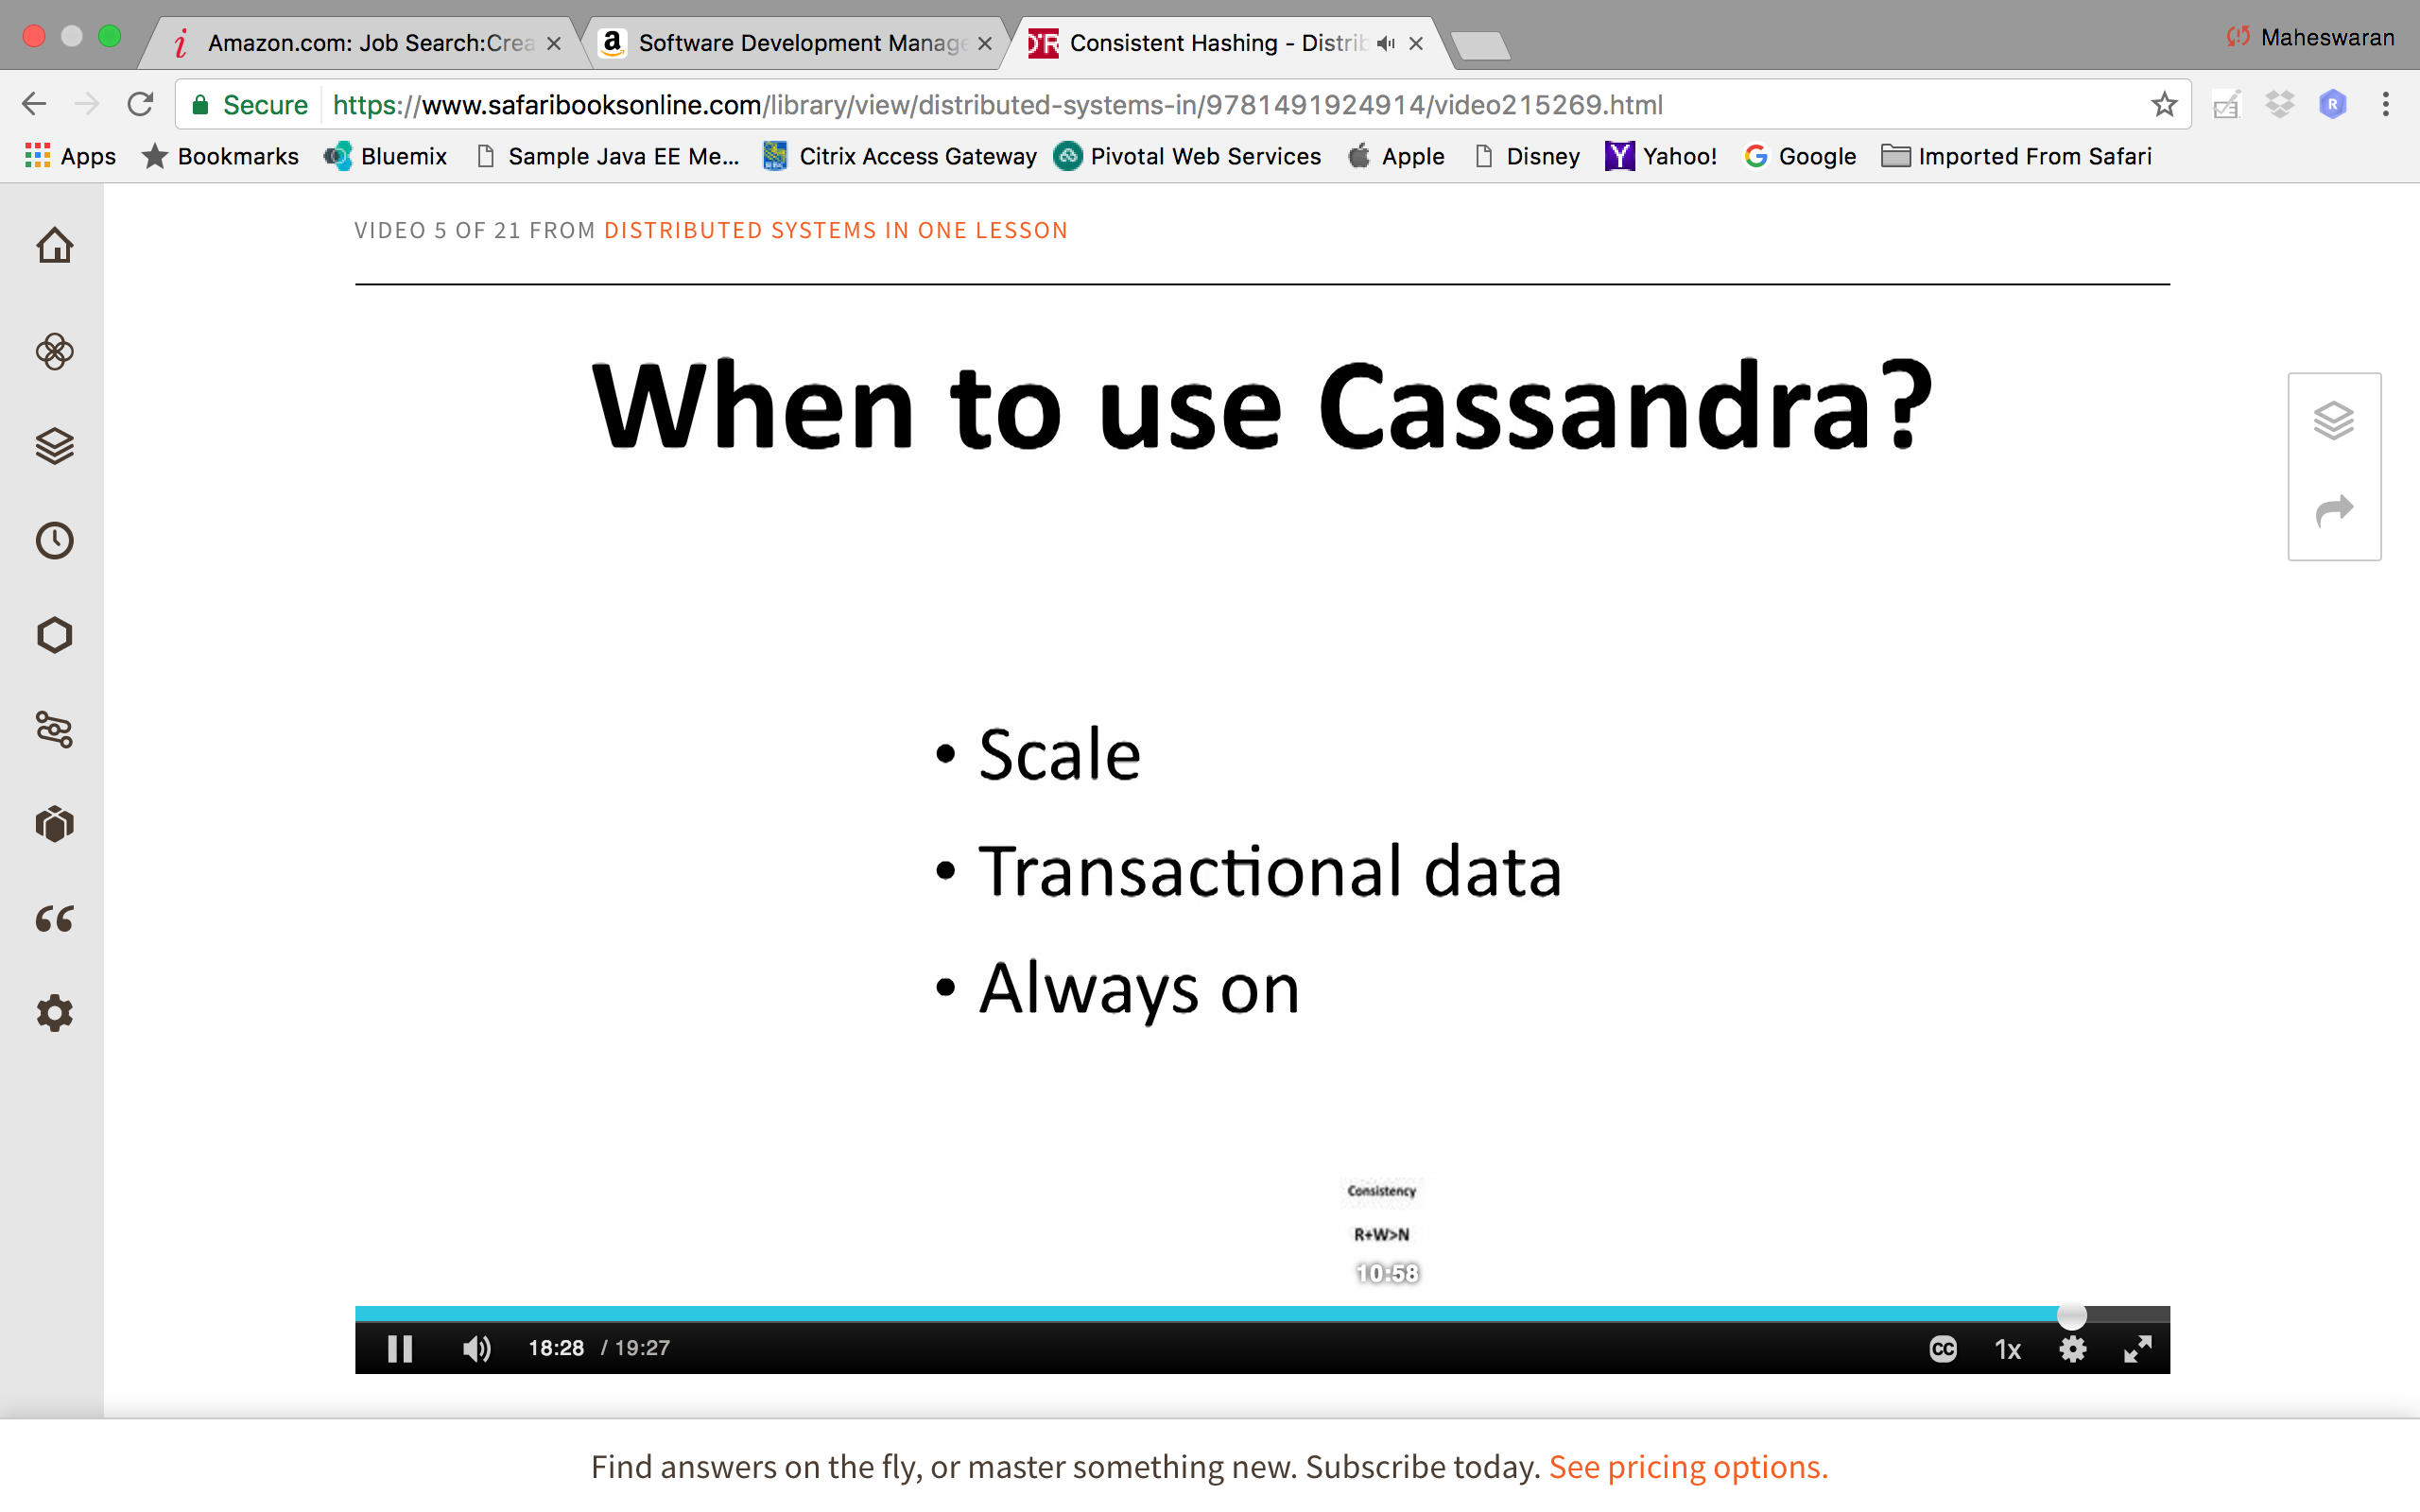 Amazon.com: Job Search:Crea
Software Development Manage
Consistent Hashing - Distrib
Maheswaran
Secure https://www.safaribooksonline.com/library/view/distributed-systems-in/9781491924914/video215269.html
Apps Bookmarks Bluemix Sample Java EE Me... Citrix Access Gateway Pivotal Web Services Apple Disney Yahoo! Google Imported From Safari
VIDEO 5 OF 21 FROM DISTRIBUTED SYSTEMS IN ONE LESSON
When to use Cassandra?
• Scale
• Transactional data
• Always on
Consistency
R+W>N
10:58
18:28 / 19:27
CC 1x
Find answers on the fly, or master something new. Subscribe today. See pricing options.